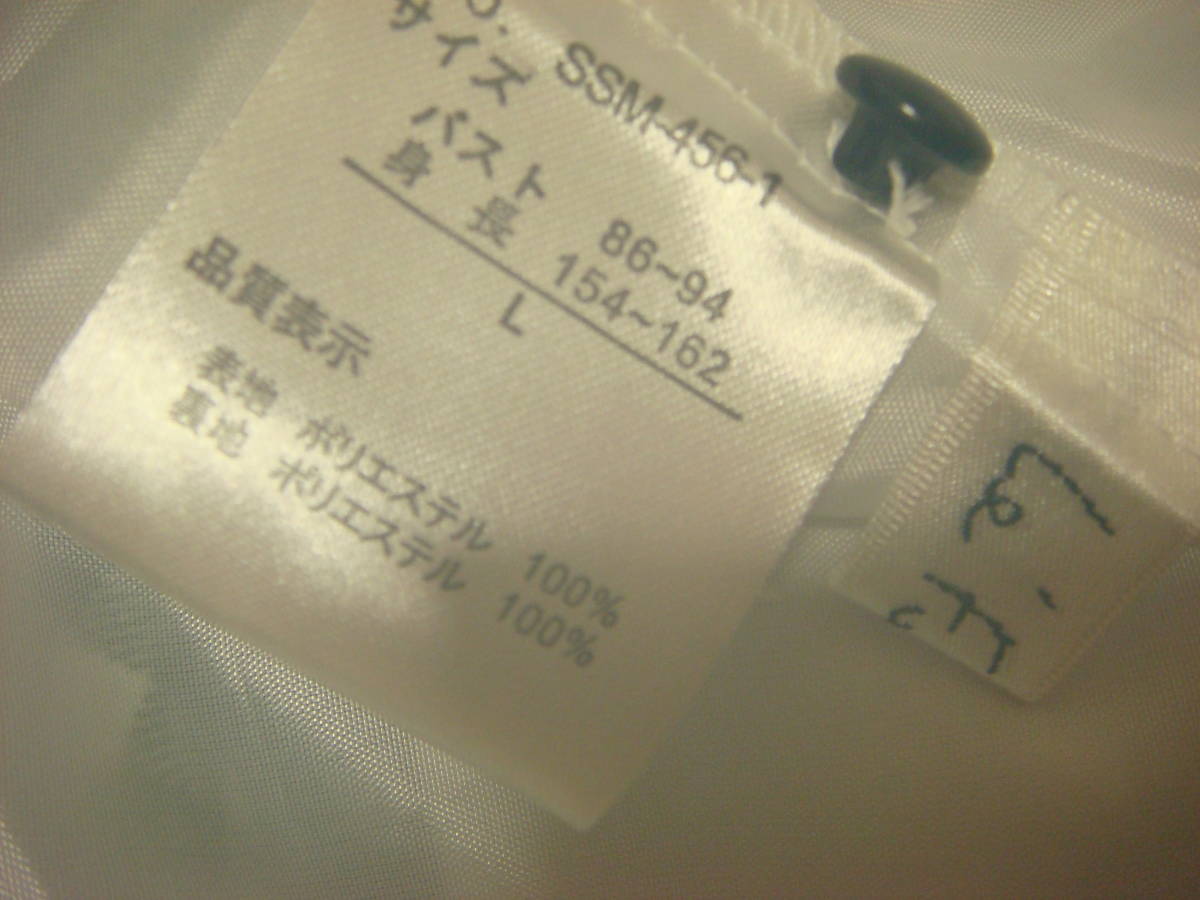 o. SSM-456-1
サイズ
バスト 86~94
身長 154~162
L
品質表示
表地 ポリエステル 100%
裏地 ポリエステル 100%